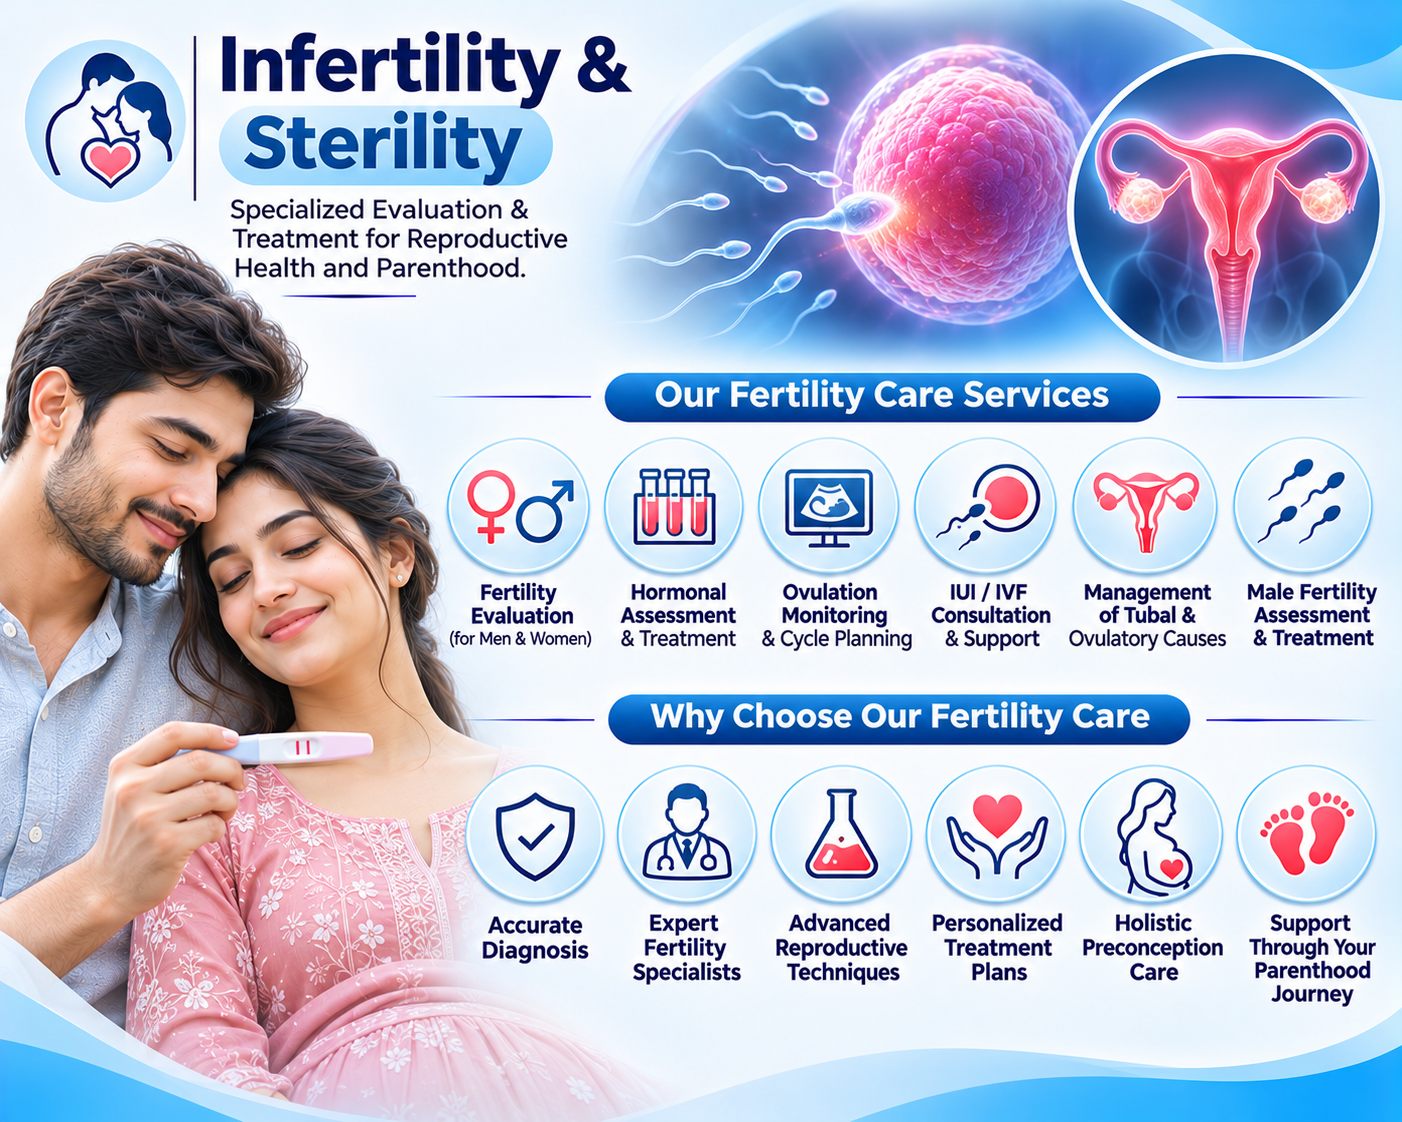 Infertility &
Sterility
Specialized Evaluation &
Treatment for Reproductive
Health and Parenthood.
Our Fertility Care Services
Fertility
Evaluation
(for Men & Women)
Hormonal
Assessment
& Treatment
Ovulation
Monitoring
& Cycle Planning
IUI / IVF
Consultation
& Support
Management
of Tubal &
Ovulatory Causes
Male Fertility
Assessment
& Treatment
Why Choose Our Fertility Care
Accurate
Diagnosis
Expert
Fertility
Specialists
Advanced
Reproductive
Techniques
Personalized
Treatment
Plans
Holistic
Preconception
Care
Support
Through Your
Parenthood
Journey